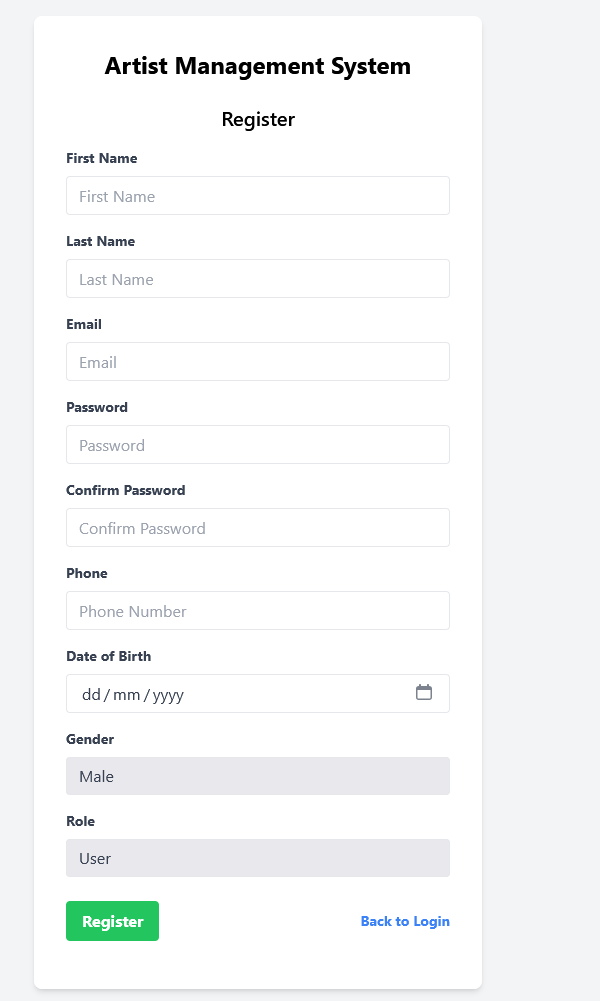 Artist Management System
Register
First Name
First Name
Last Name
Last Name
Email
Email
Password
Password
Confirm Password
Confirm Password
Phone
Phone Number
Date of Birth
dd/mm/yyyy
Gender
Male
Role
User
Register Back to Login